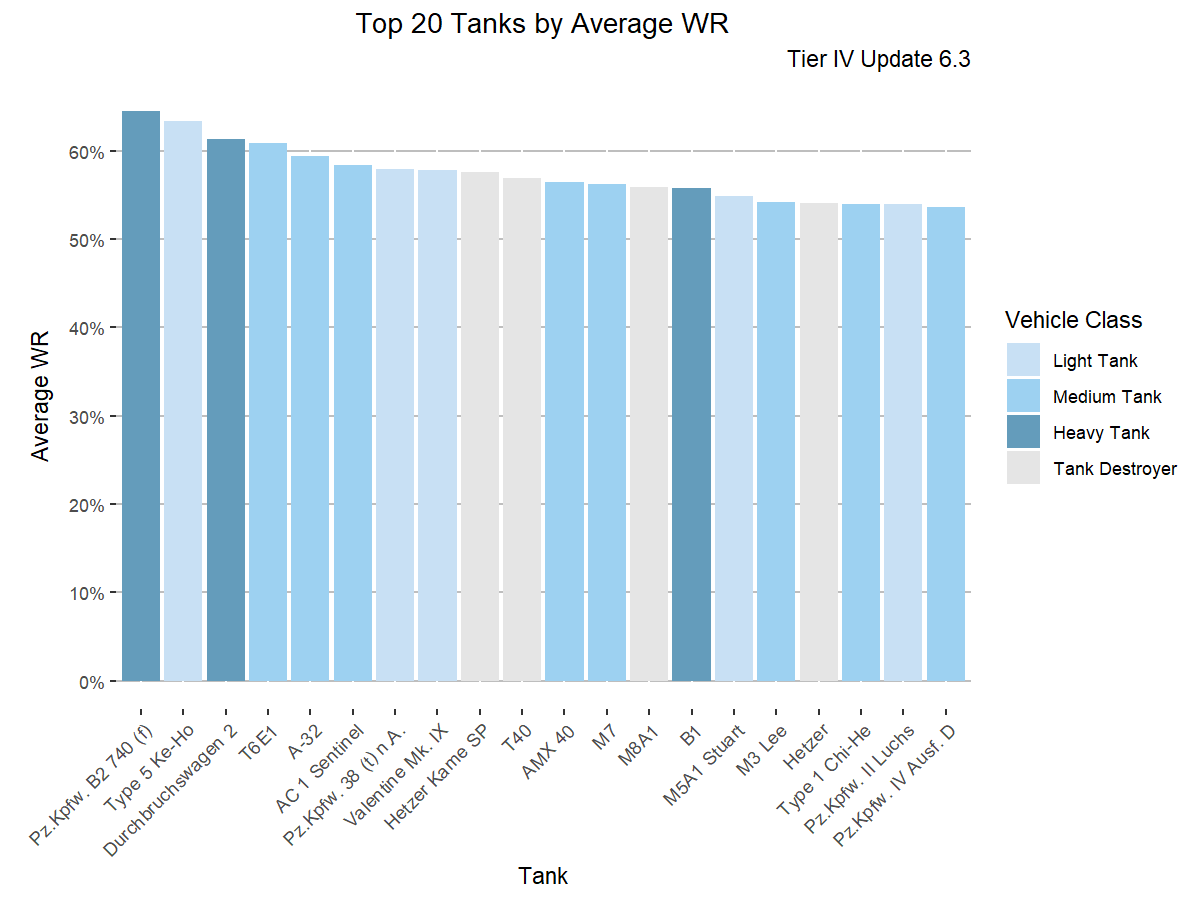 Top 20 Tanks by Average WR
Tier IV Update 6.3
Average WR
60%
50%
40%
30%
20%
10%
0%
Pz.Kpfw. B2 740 (f)
Type 5 Ke-Ho
Durchbruchswagen 2
T6E1
A-32
AC 1 Sentinel
Pz.Kpfw. 38 (t) n.A.
Valentine Mk. IX
Hetzer Kame SP
T40
AMX 40
M7
M8A1
B1
M5A1 Stuart
M3 Lee
Hetzer
Type 1 Chi-He
Pz.Kpfw. II Luchs
Pz.Kpfw. IV Ausf. D
Tank
Vehicle Class
Light Tank
Medium Tank
Heavy Tank
Tank Destroyer